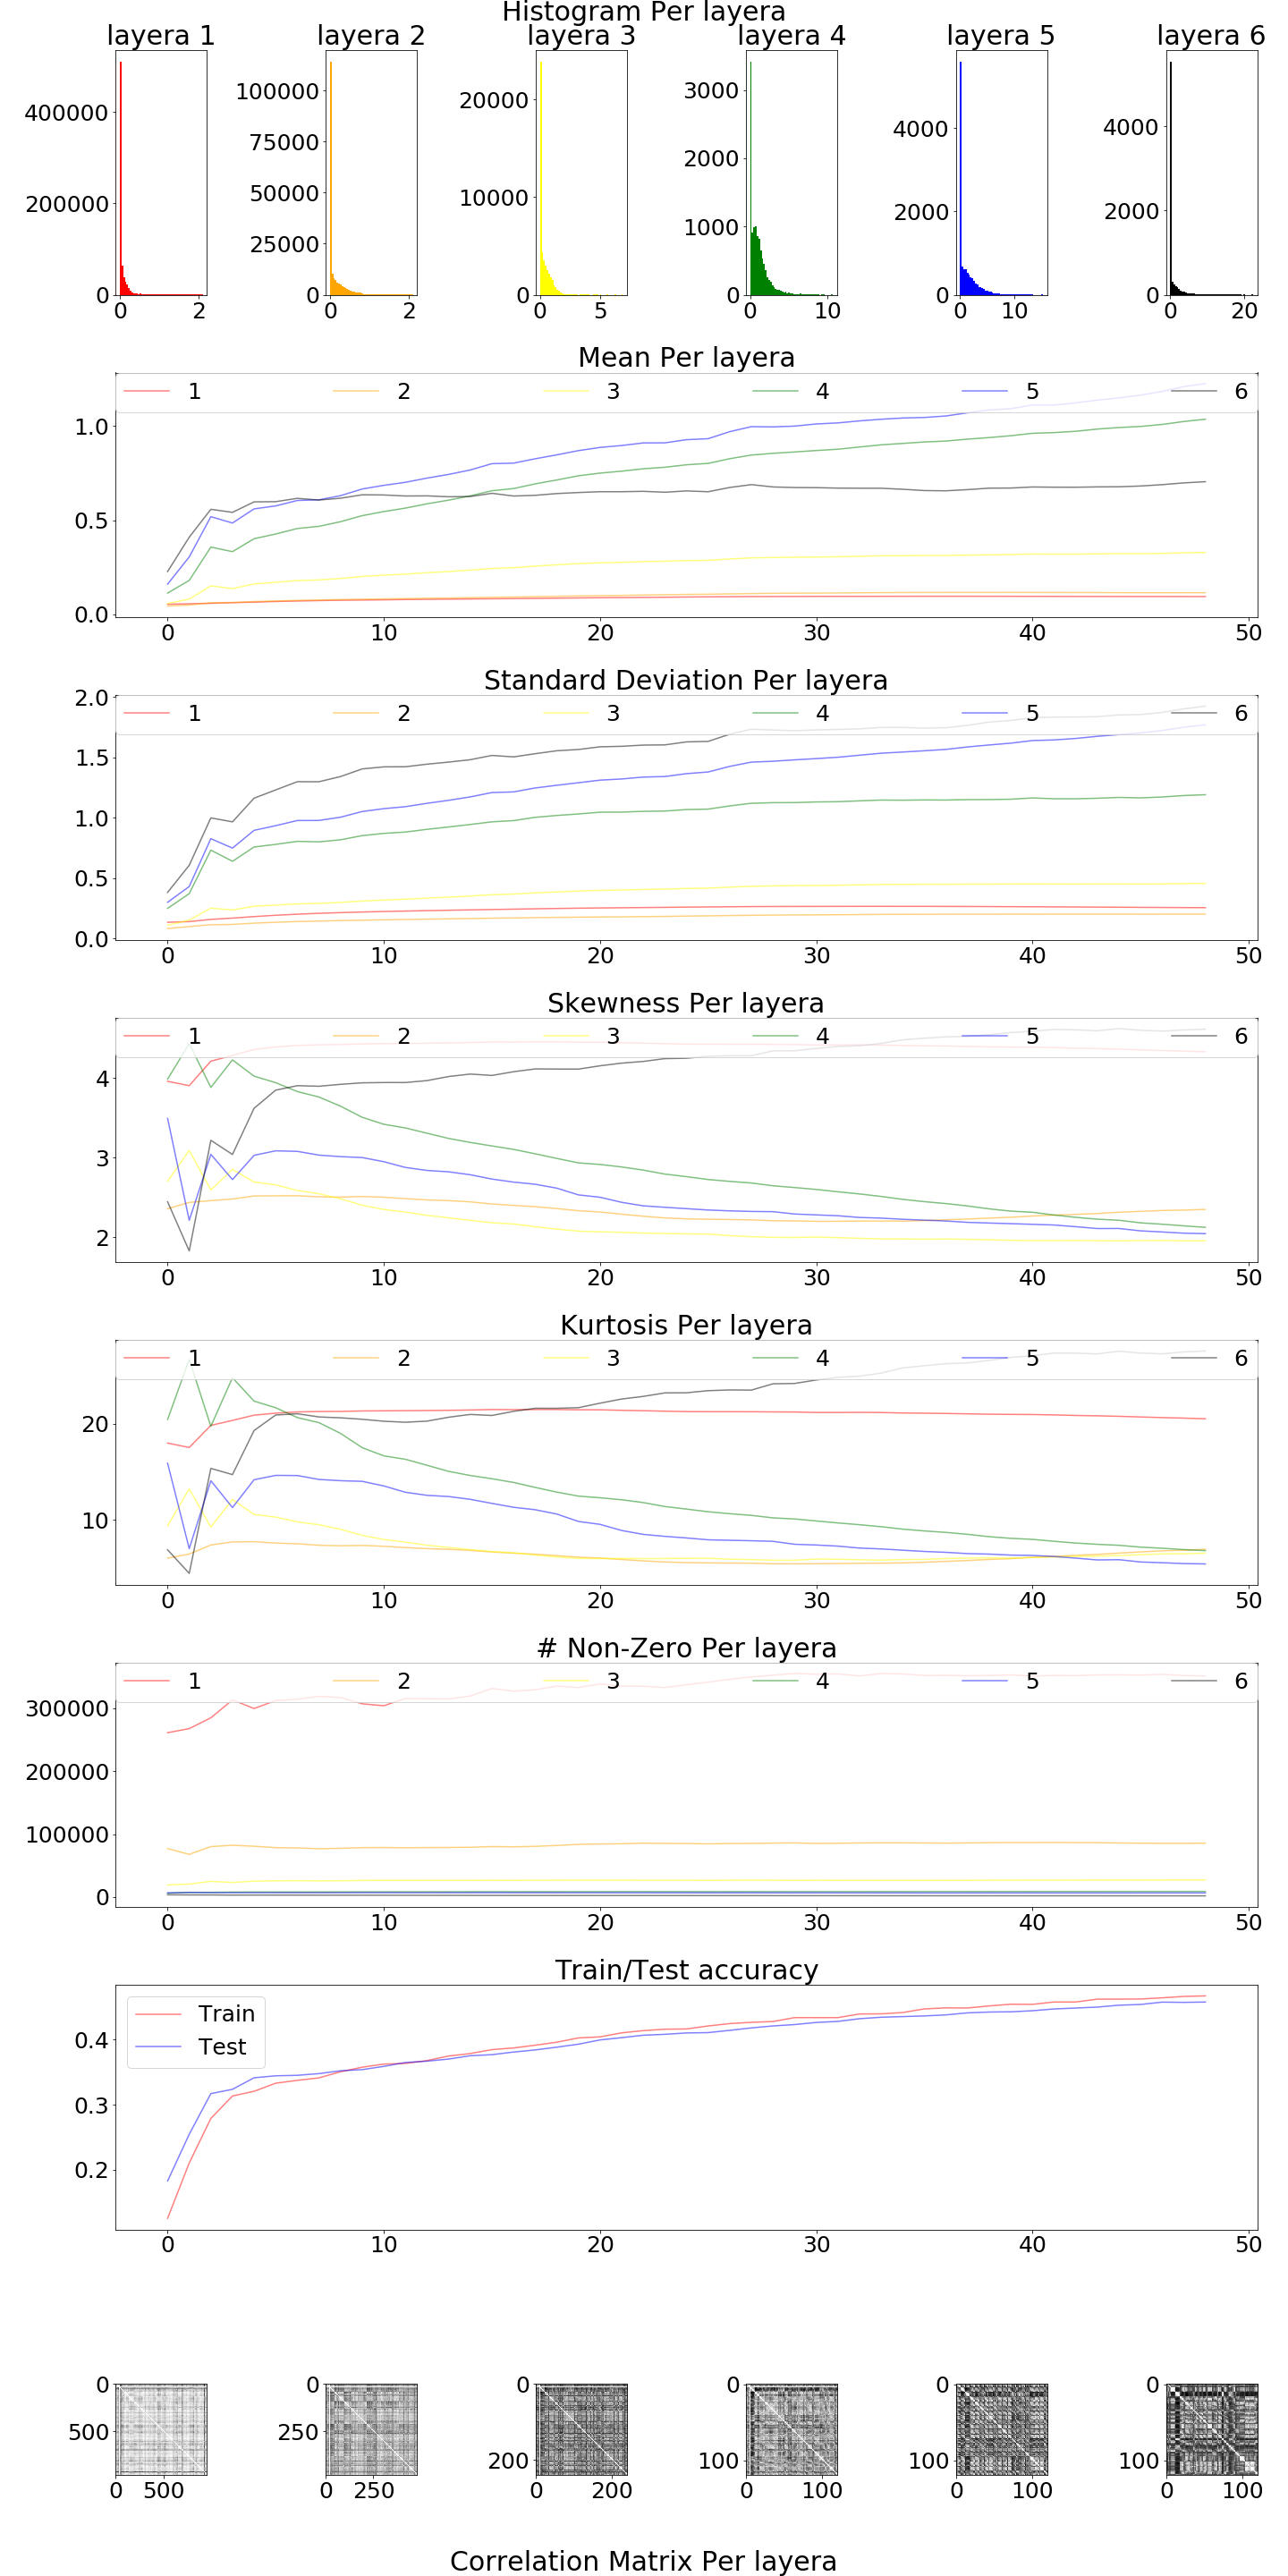 Histogram Per layera
layera 1 layera 2 layera 3 layera 4 layera 5 layera 6
400000 200000 0 0 2
100000 75000 50000 25000 0 0 2
20000 10000 0 0 5
3000 2000 1000 0 0 10
4000 2000 0 0 10
4000 2000 0 0 20
Mean Per layera
1 2 3 4 5 6
1.0
0.5
0.0
0 10 20 30 40 50
Standard Deviation Per layera
2.0
1 2 3 4 5 6
1.5
1.0
0.5
0.0
0 10 20 30 40 50
Skewness Per layera
1 2 3 4 5 6
4
3
2
0 10 20 30 40 50
Kurtosis Per layera
1 2 3 4 5 6
20
10
0 10 20 30 40 50
# Non-Zero Per layera
1 2 3 4 5 6
300000
200000
100000
0
0 10 20 30 40 50
Train/Test accuracy
Train
Test
0.4
0.3
0.2
0 10 20 30 40 50
0 500 0 500
0 250 0 250
0 200 0 200
0 100 0 100
0 100 0 100
0 100 0 100
Correlation Matrix Per layera